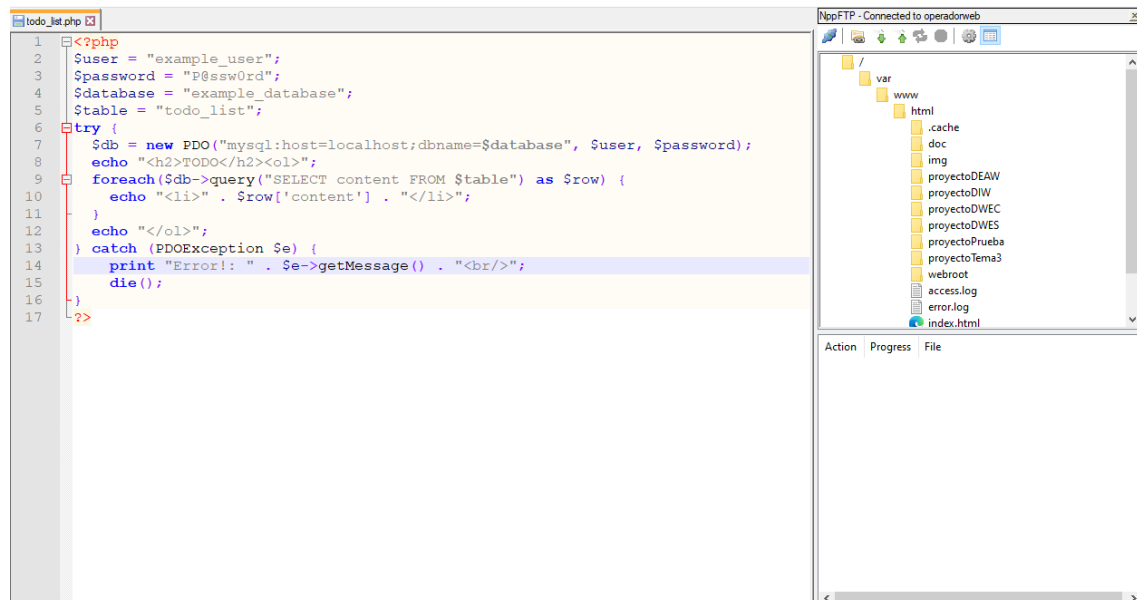 todo_list.php
1 <?php
2 $user = "example_user";
3 $password = "P@ssw0rd";
4 $database = "example_database";
5 $table = "todo_list";
6 try {
7 $db = new PDO("mysql:host=localhost;dbname=$database", $user, $password);
8 echo "<h2>TODO</h2><ol>";
9 foreach($db->query("SELECT content FROM $table") as $row) {
10 echo "<li>" . $row['content'] . "</li>";
11 }
12 echo "</ol>";
13 } catch (PDOException $e) {
14 print "Error!: " . $e->getMessage() . "<br/>";
15 die();
16 }
17 ?>
NppFTP - Connected to operadorweb
/
var
www
html
.cache
doc
img
proyectoDEAW
proyectoDIW
proyectoDWEC
proyectoDWES
proyectoPrueba
proyectoTema3
webroot
access.log
error.log
index.html
Action Progress File